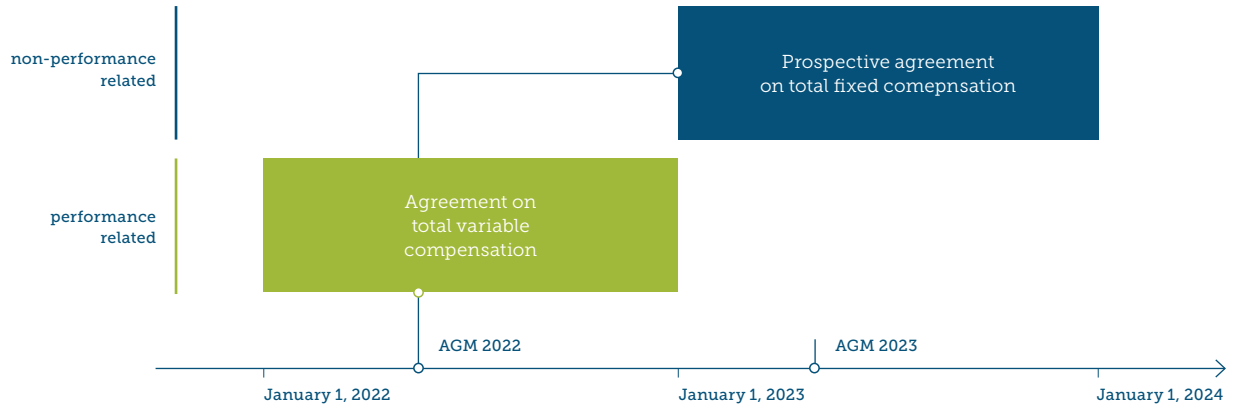 non-performance
related
Prospective agreement
on total fixed comepnsation
performance
related
Agreement on
total variable
compensation
AGM 2022
AGM 2023
January 1, 2022
January 1, 2023
January 1, 2024